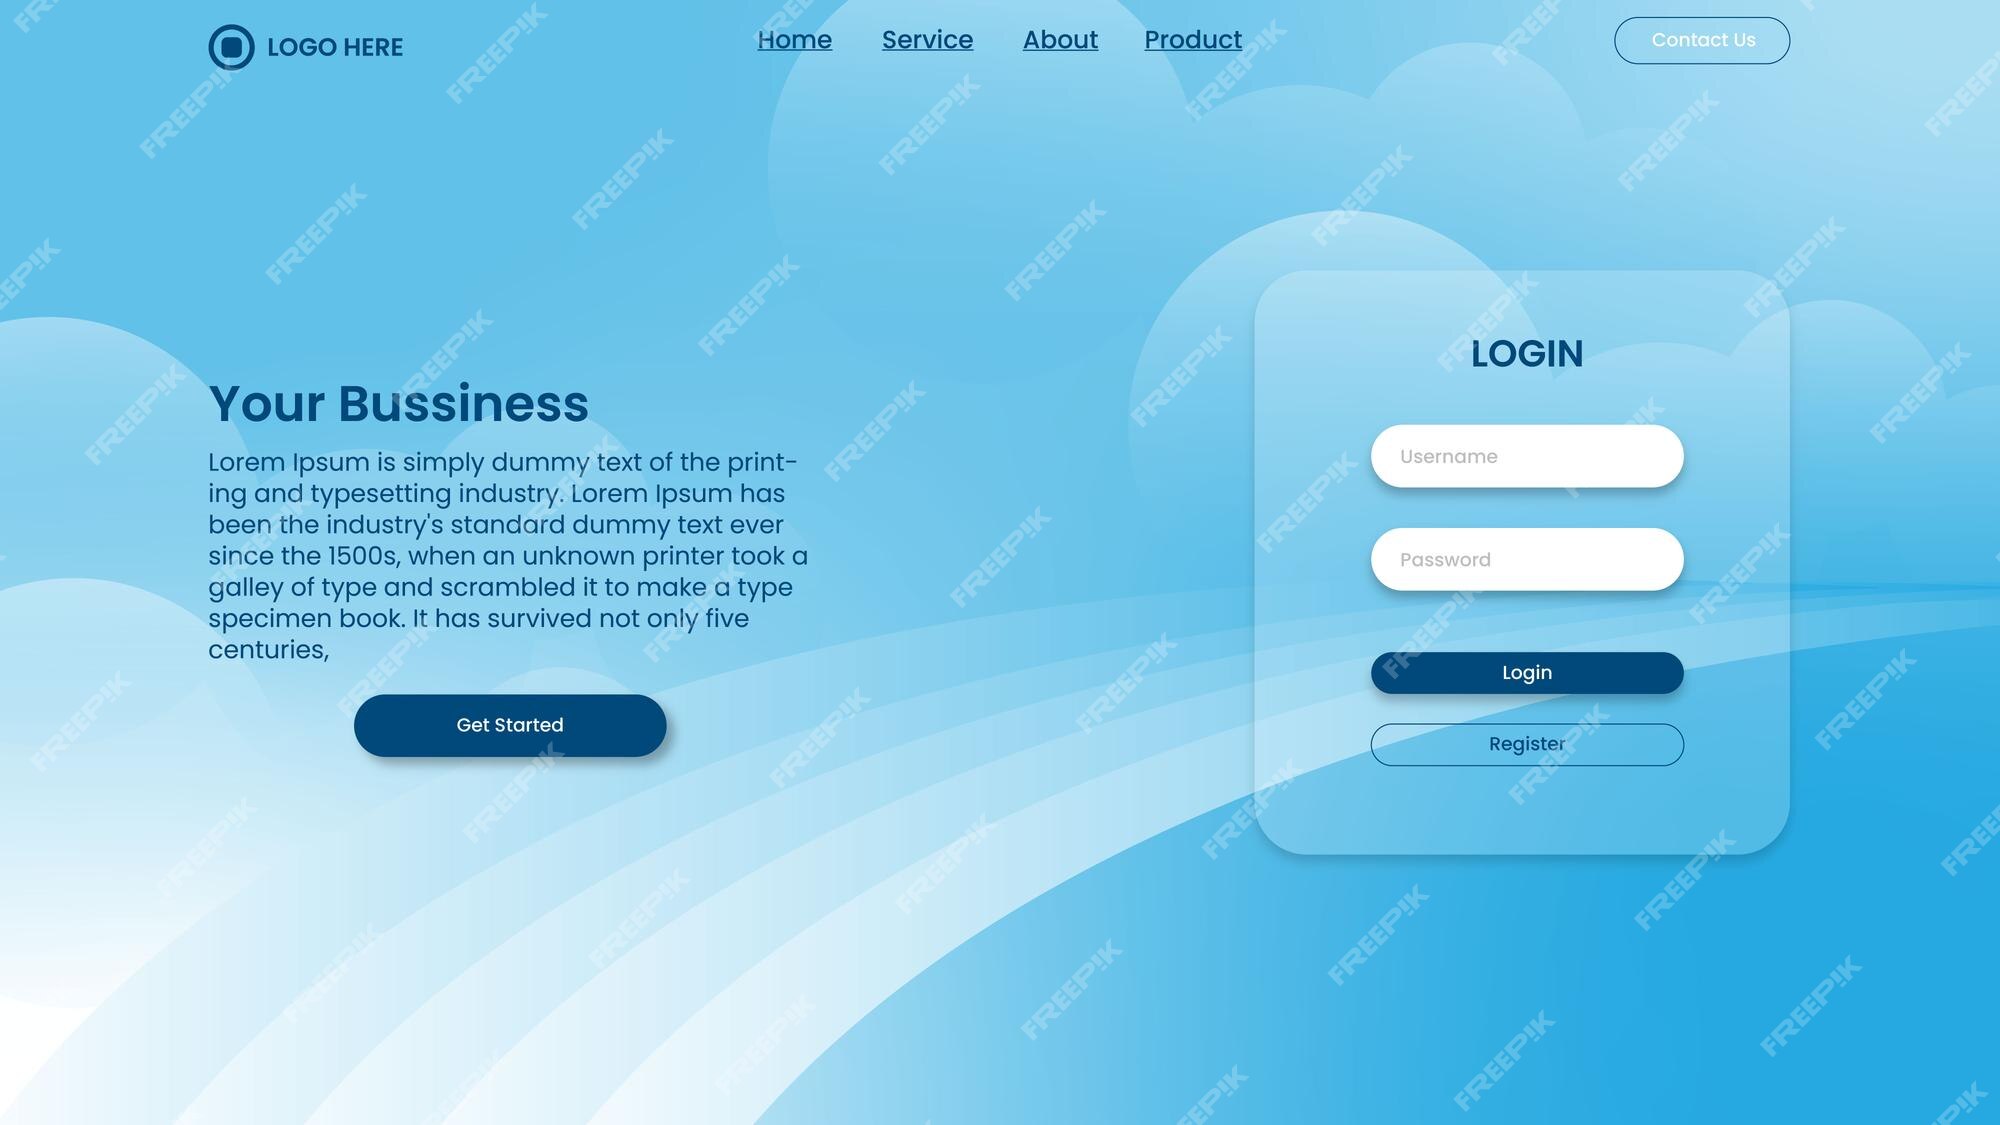 LOGO HERE
Home Service About Product
Contact Us
Your Bussiness
Lorem Ipsum is simply dummy text of the print-
ing and typesetting industry. Lorem Ipsum has
been the industry's standard dummy text ever
since the 1500s, when an unknown printer took a
galley of type and scrambled it to make a type
specimen book. It has survived not only five
centuries,
Get Started
LOGIN
Username
Password
Login
Register
FREEPIK